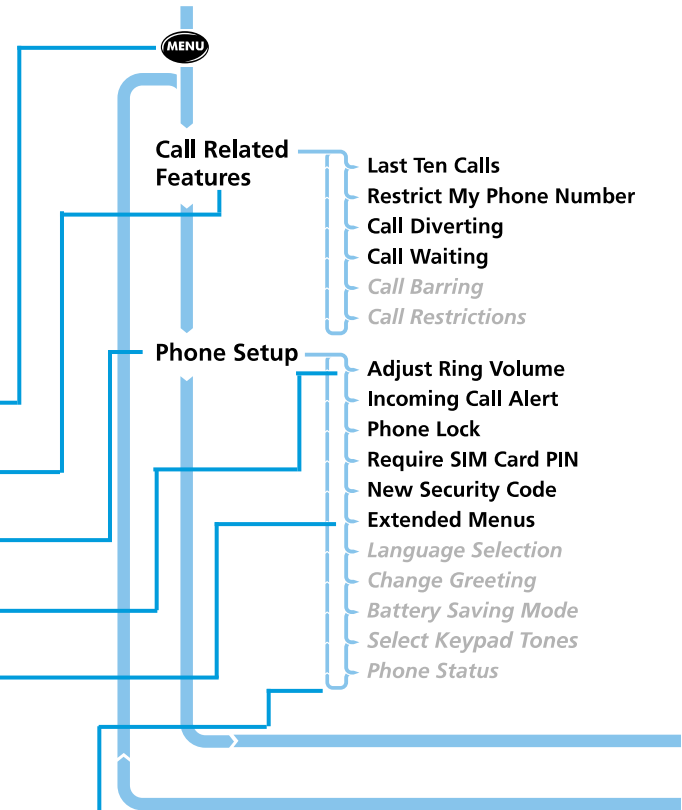 MENU
Call Related
Features
Last Ten Calls
Restrict My Phone Number
Call Diverting
Call Waiting
Call Barring
Call Restrictions
Phone Setup
Adjust Ring Volume
Incoming Call Alert
Phone Lock
Require SIM Card PIN
New Security Code
Extended Menus
Language Selection
Change Greeting
Battery Saving Mode
Select Keypad Tones
Phone Status